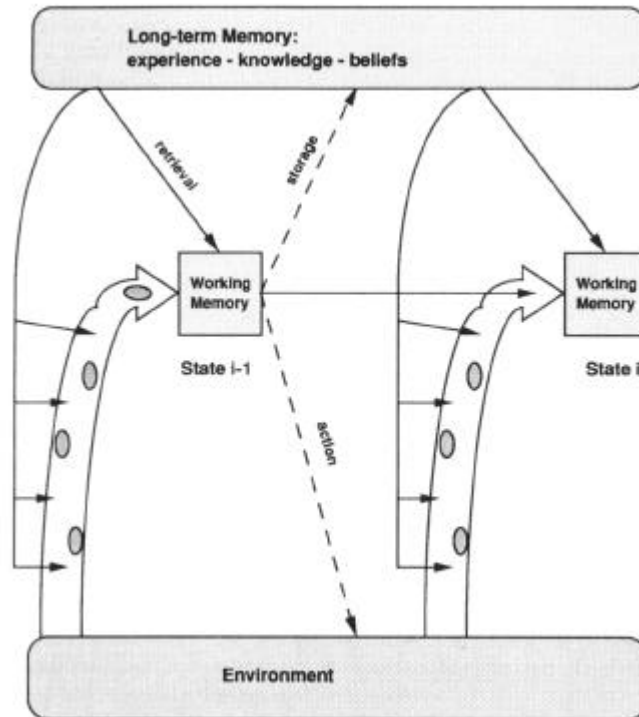 Long-term Memory:
experience - knowledge - beliefs
retrieval
storage
Working
Memory
Working
Memory
State i-1
State i
action
Environment